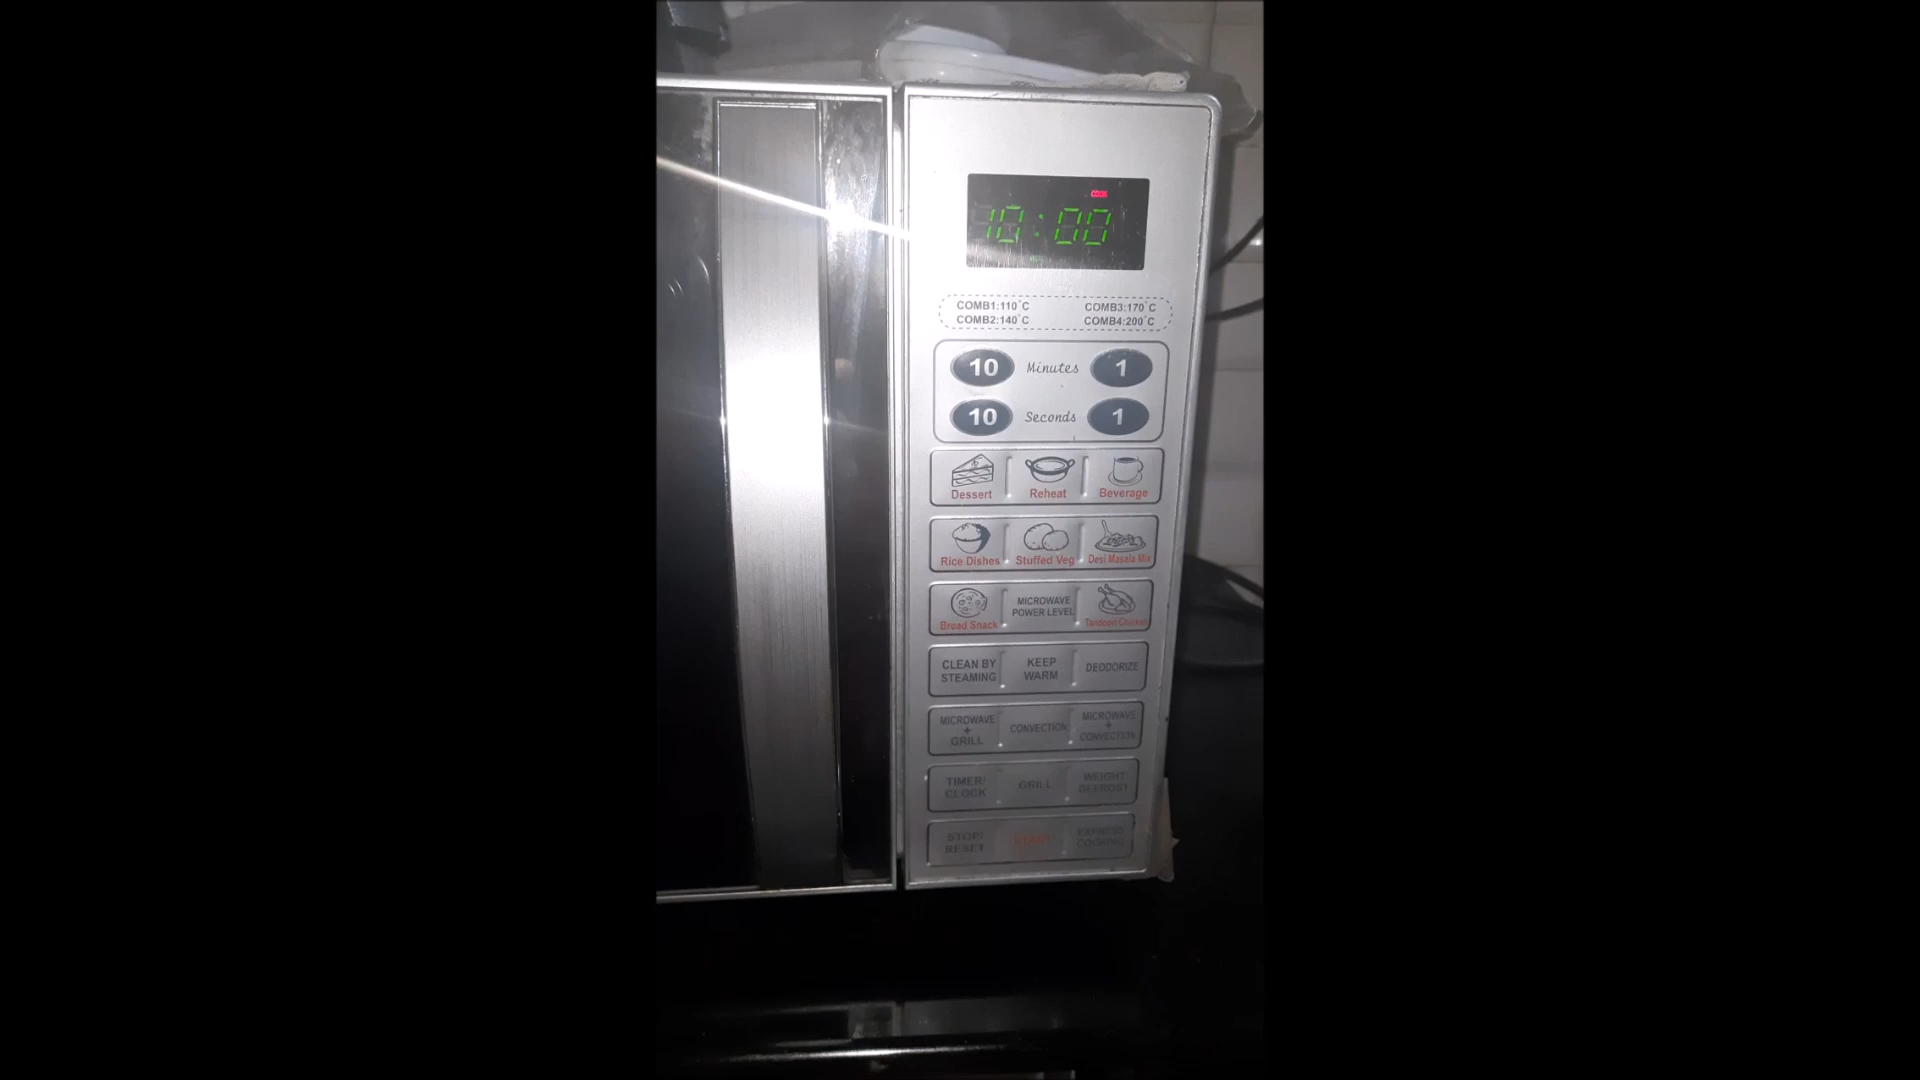 COOK
10:00
COMB1:110°C COMB3:170°C
COMB2:140°C COMB4:200°C
10 Minutes 1
10 Seconds 1
Dessert Reheat Beverage
Rice Dishes Stuffed Veg Desi Masala Mix
Bread Snack MICROWAVE POWER LEVEL Tandoori Chicken
CLEAN BY STEAMING KEEP WARM DEODORIZE
MICROWAVE + GRILL CONVECTION MICROWAVE + CONVECTION
TIMER/ CLOCK GRILL WEIGHT DEFROST
STOP/ RESET START EXPRESS COOKING